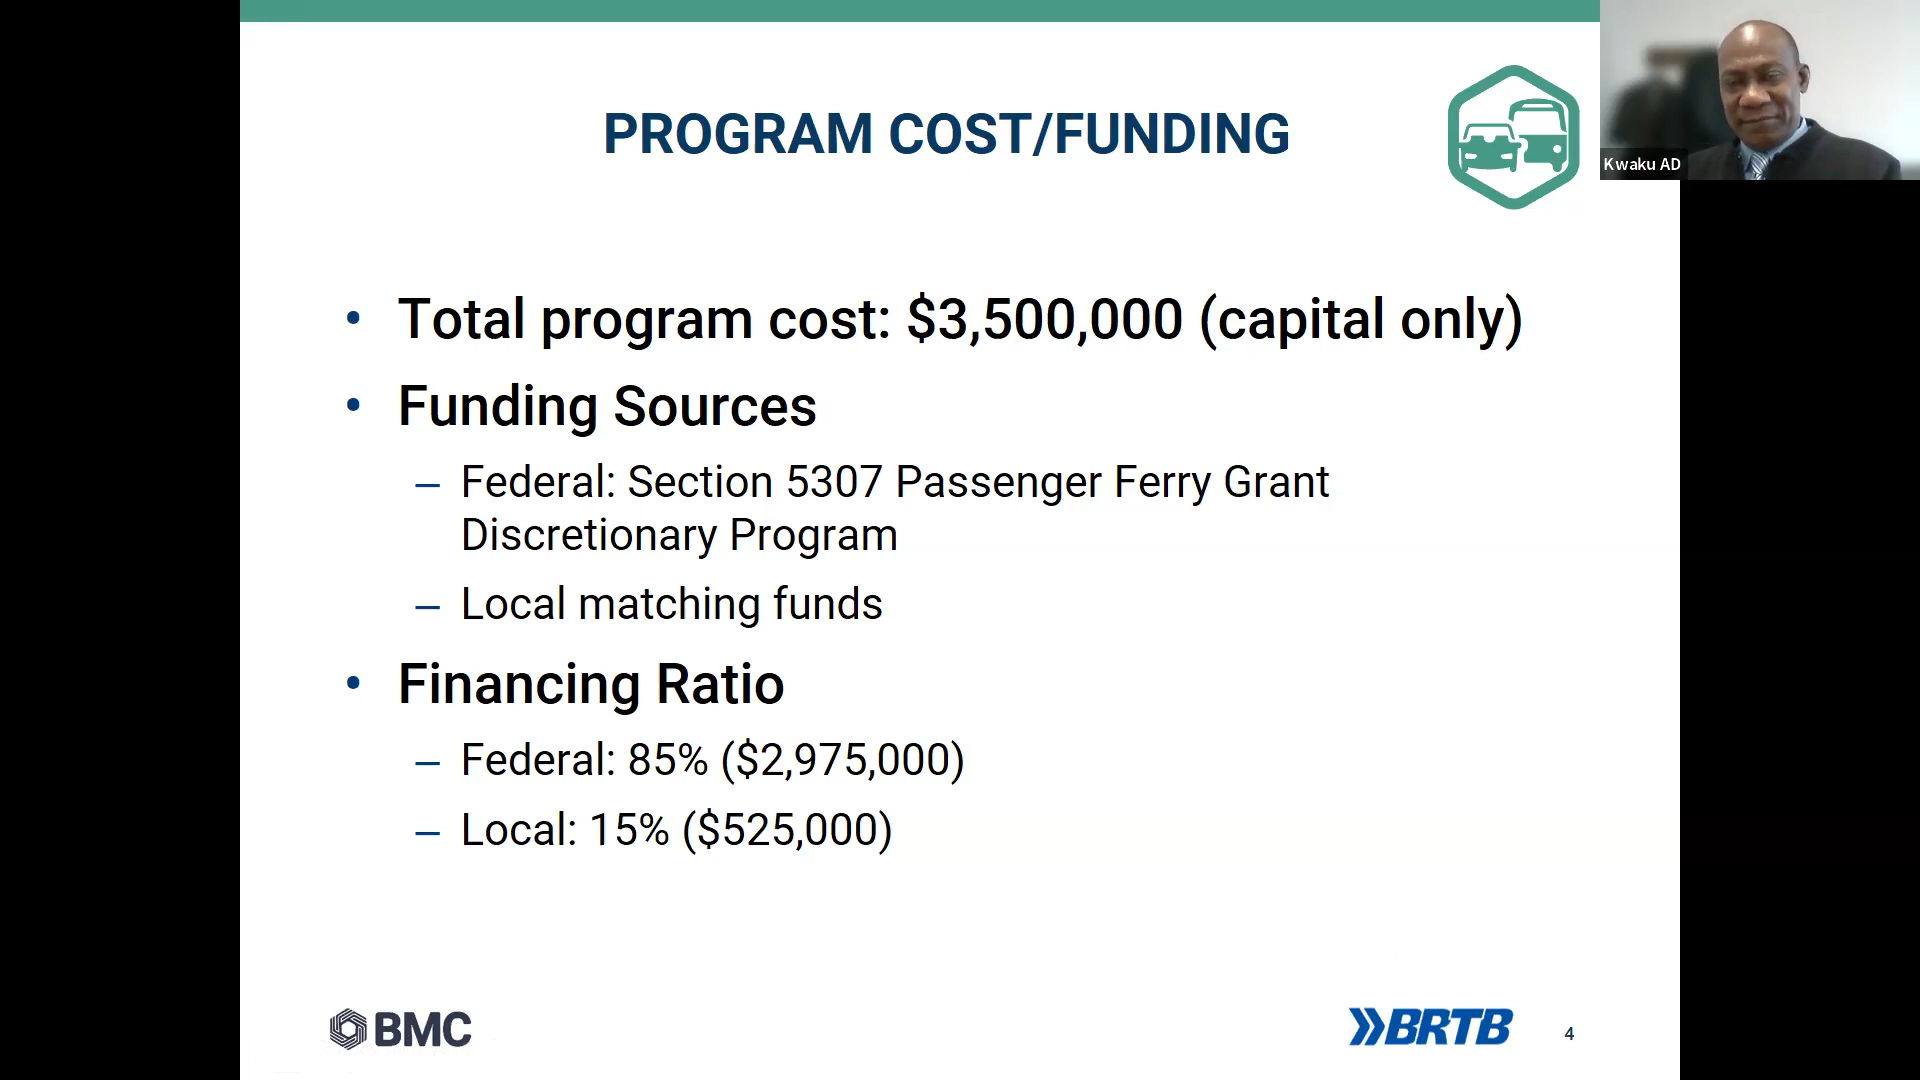 PROGRAM COST/FUNDING
Kwaku AD
• Total program cost: $3,500,000 (capital only)
• Funding Sources
– Federal: Section 5307 Passenger Ferry Grant
Discretionary Program
– Local matching funds
• Financing Ratio
– Federal: 85% ($2,975,000)
– Local: 15% ($525,000)
BMC
BRTB
4